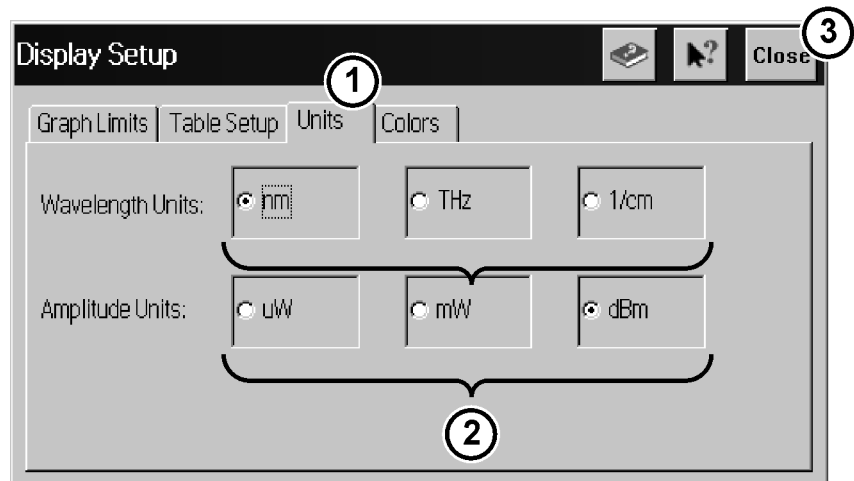 Display Setup
?
Close
3
1
Graph Limits
Table Setup
Units
Colors
Wavelength Units:
nm
THz
1/cm
Amplitude Units:
uW
mW
dBm
2